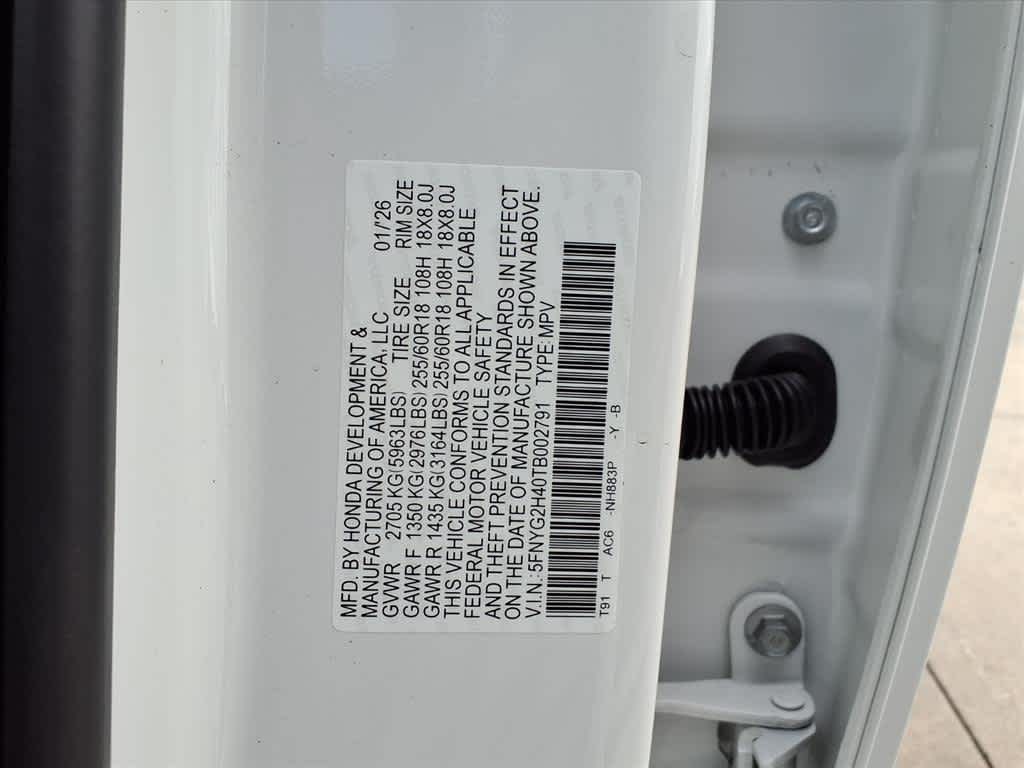 MFD. BY HONDA DEVELOPMENT &
MANUFACTURING OF AMERICA, LLC 01/'26
GVWR 2705 KG(5963LBS) TIRE SIZE RIM SIZE
GAWR F 1350 KG(2976LBS) 255/60R18 108H 18X8.0J
GAWR R 1435 KG(3164LBS) 255/60R18 108H 18X8.0J
THIS VEHICLE CONFORMS TO ALL APPLICABLE
FEDERAL MOTOR VEHICLE SAFETY
AND THEFT PREVENTION STANDARDS IN EFFECT
ON THE DATE OF MANUFACTURE SHOWN ABOVE.
V.I.N.:5FNYG2H40TB002791 TYPE:MPV
T91 T AC6 -NH883P -Y -B